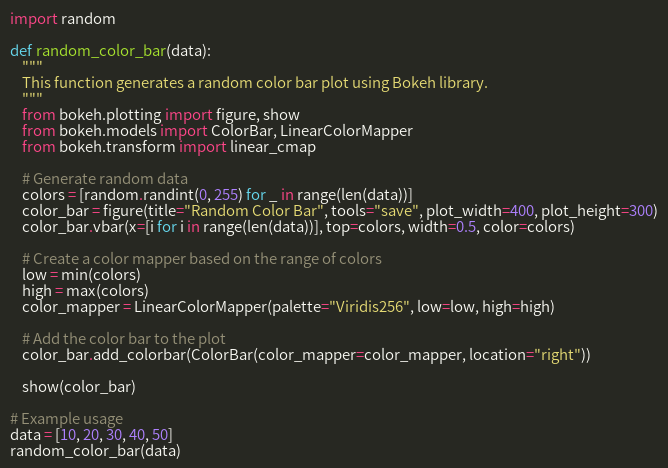 import random
def random_color_bar(data):
"""
This function generates a random color bar plot using Bokeh library.
"""
from bokeh.plotting import figure, show
from bokeh.models import ColorBar, LinearColorMapper
from bokeh.transform import linear_cmap
# Generate random data
colors = [random.randint(0, 255) for _ in range(len(data))]
color_bar = figure(title="Random Color Bar", tools="save", plot_width=400, plot_height=300)
color_bar.vbar(x=[i for i in range(len(data))], top=colors, width=0.5, color=colors)
# Create a color mapper based on the range of colors
low = min(colors)
high = max(colors)
color_mapper = LinearColorMapper(palette="Viridis256", low=low, high=high)
# Add the color bar to the plot
color_bar.add_colorbar(ColorBar(color_mapper=color_mapper, location="right"))
show(color_bar)
# Example usage
data = [10, 20, 30, 40, 50]
random_color_bar(data)